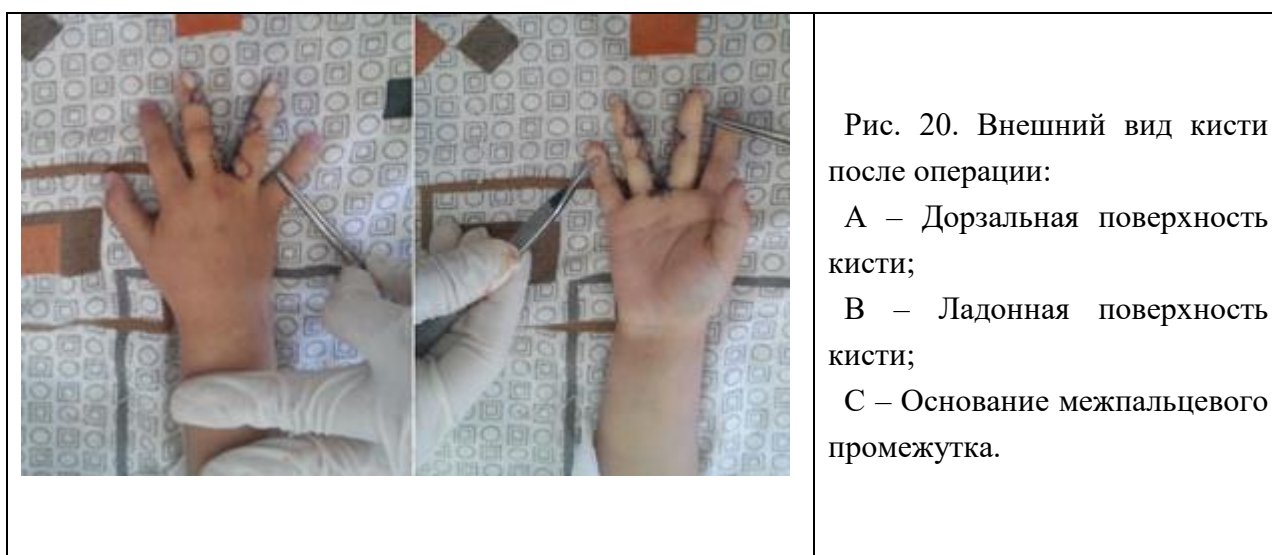 Рис. 20. Внешний вид кисти
после операции:
А – Дорзальная поверхность
кисти;
В – Ладонная поверхность
кисти;
С – Основание межпальцевого
промежутка.